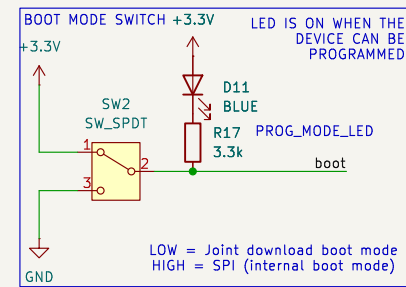 BOOT MODE SWITCH +3.3V
LED IS ON WHEN THE
DEVICE CAN BE
PROGRAMMED
+3.3V
D11
BLUE
SW2
SW_SPDT
R17
3.3k
PROG_MODE_LED
1
2
3
boot
GND
LOW = Joint download boot mode
HIGH = SPI (internal boot mode)